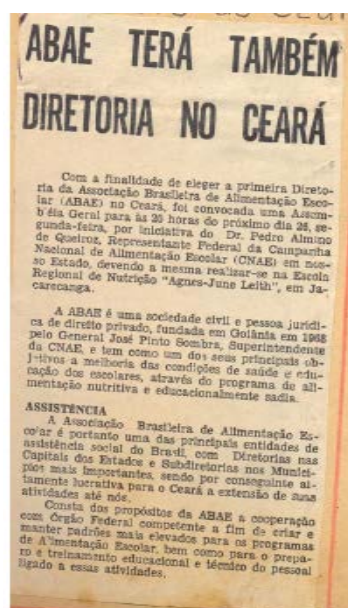 ABAE TERÁ TAMBÉM
DIRETORIA NO CEARÁ
Com a finalidade de eleger a primeira Direto-
ria da Associação Brasileira de Alimentação Esco-
lar (ABAE) no Ceará, foi convocada uma Assem-
bléia Geral para às 20 horas do próximo dia 26, se-
gunda-feira, por iniciativa do Dr. Pedro Almino
de Queiroz, Representante Federal da Campanha
Nacional de Alimentação Escolar (CNAE) em nos-
so Estado, devendo a mesma realizar-se na Escola
Regional de Nutrição "Agnes-June Leith", em Ja-
carecanga.
A ABAE é uma sociedade civil e pessoa jurídi-
ca de direito privado, fundada em Goiânia em 1968
pelo General José Pinto Sombra, Superintendente
da CNAE, e tem como um dos seus principais ob-
jetivos a melhoria das condições de saúde e edu-
cação dos escolares, através do programa de ali-
mentação nutritiva e educacionalmente sadia.
ASSISTÊNCIA
A Associação Brasileira de Alimentação Es-
colar é portanto uma das principais entidades de
assistência social do Brasil, com Diretorias nas
Capitais dos Estados e Subdiretorias nos Municí-
pios mais importantes, sendo por conseguinte al-
tamente lucrativa para o Ceará a extensão de suas
atividades até nós.
Consta dos propósitos da ABAE a cooperação
com Órgão Federal competente a fim de criar e
manter padrões mais elevados para os programas
de Alimentação Escolar, bem como para o prepa-
ro e treinamento educacional e técnico do pessoal
ligado a essas atividades.